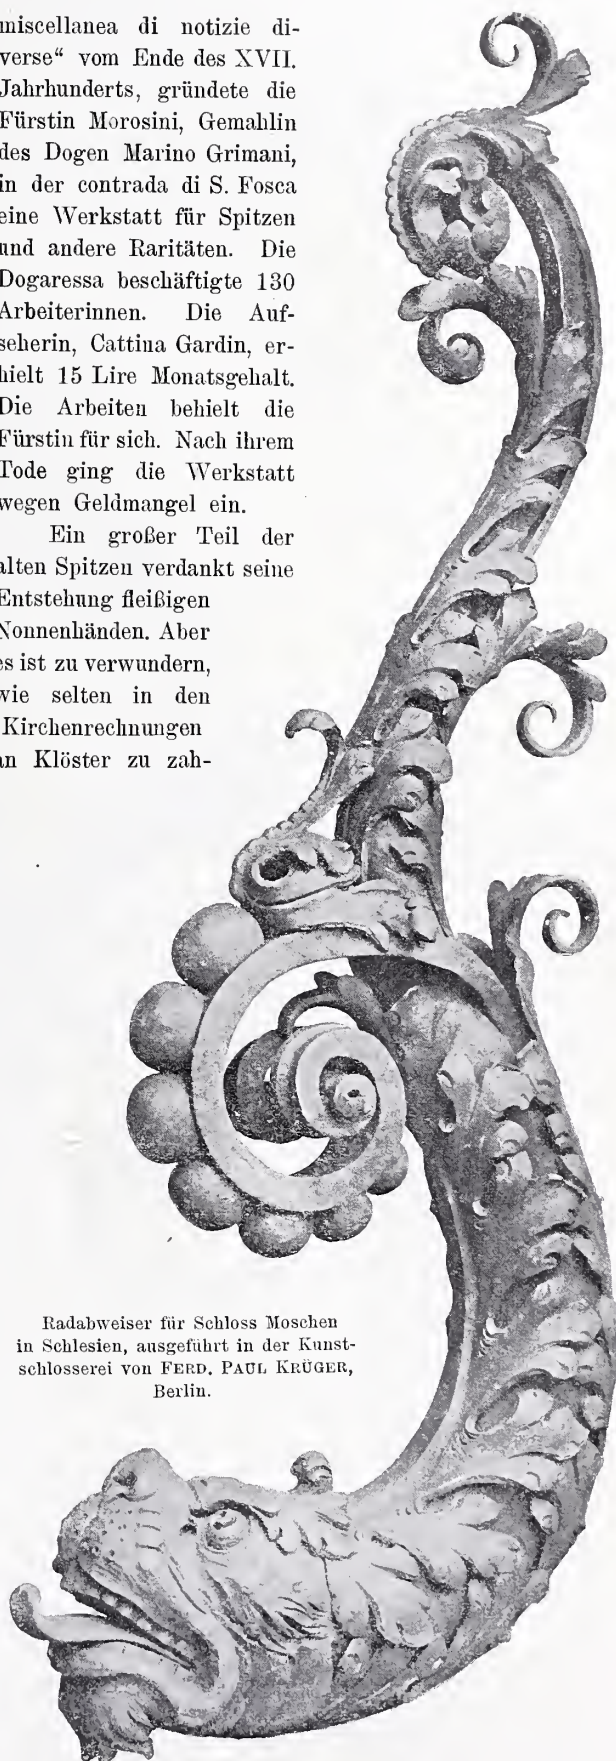 miscellanea di notizie di-
verse“ vom Ende des XVII.
Jahrhunderts, gründete die
Fürstin Morosini, Gemahlin
des Dogen Marino Grimani,
in der contrada di S. Fosca
eine Werkstatt für Spitzen
und andere Raritäten. Die
Dogaressa beschäftigte 130
Arbeiterinnen. Die Auf-
seherin, Cattina Gardin, er-
hielt 15 Lire Monatsgehalt.
Die Arbeiten behielt die
Fürstin für sich. Nach ihrem
Tode ging die Werkstatt
wegen Geldmangel ein.
Ein großer Teil der
alten Spitzen verdankt seine
Entstehung fleißigen
Nonnenhänden. Aber
es ist zu verwundern,
wie selten in den
Kirchenrechnungen
an Klöster zu zah-
Radabweiser für Schloss Moschen
in Schlesien, ausgeführt in der Kunst-
schlosserei von FERD. PAUL KRÜGER,
Berlin.